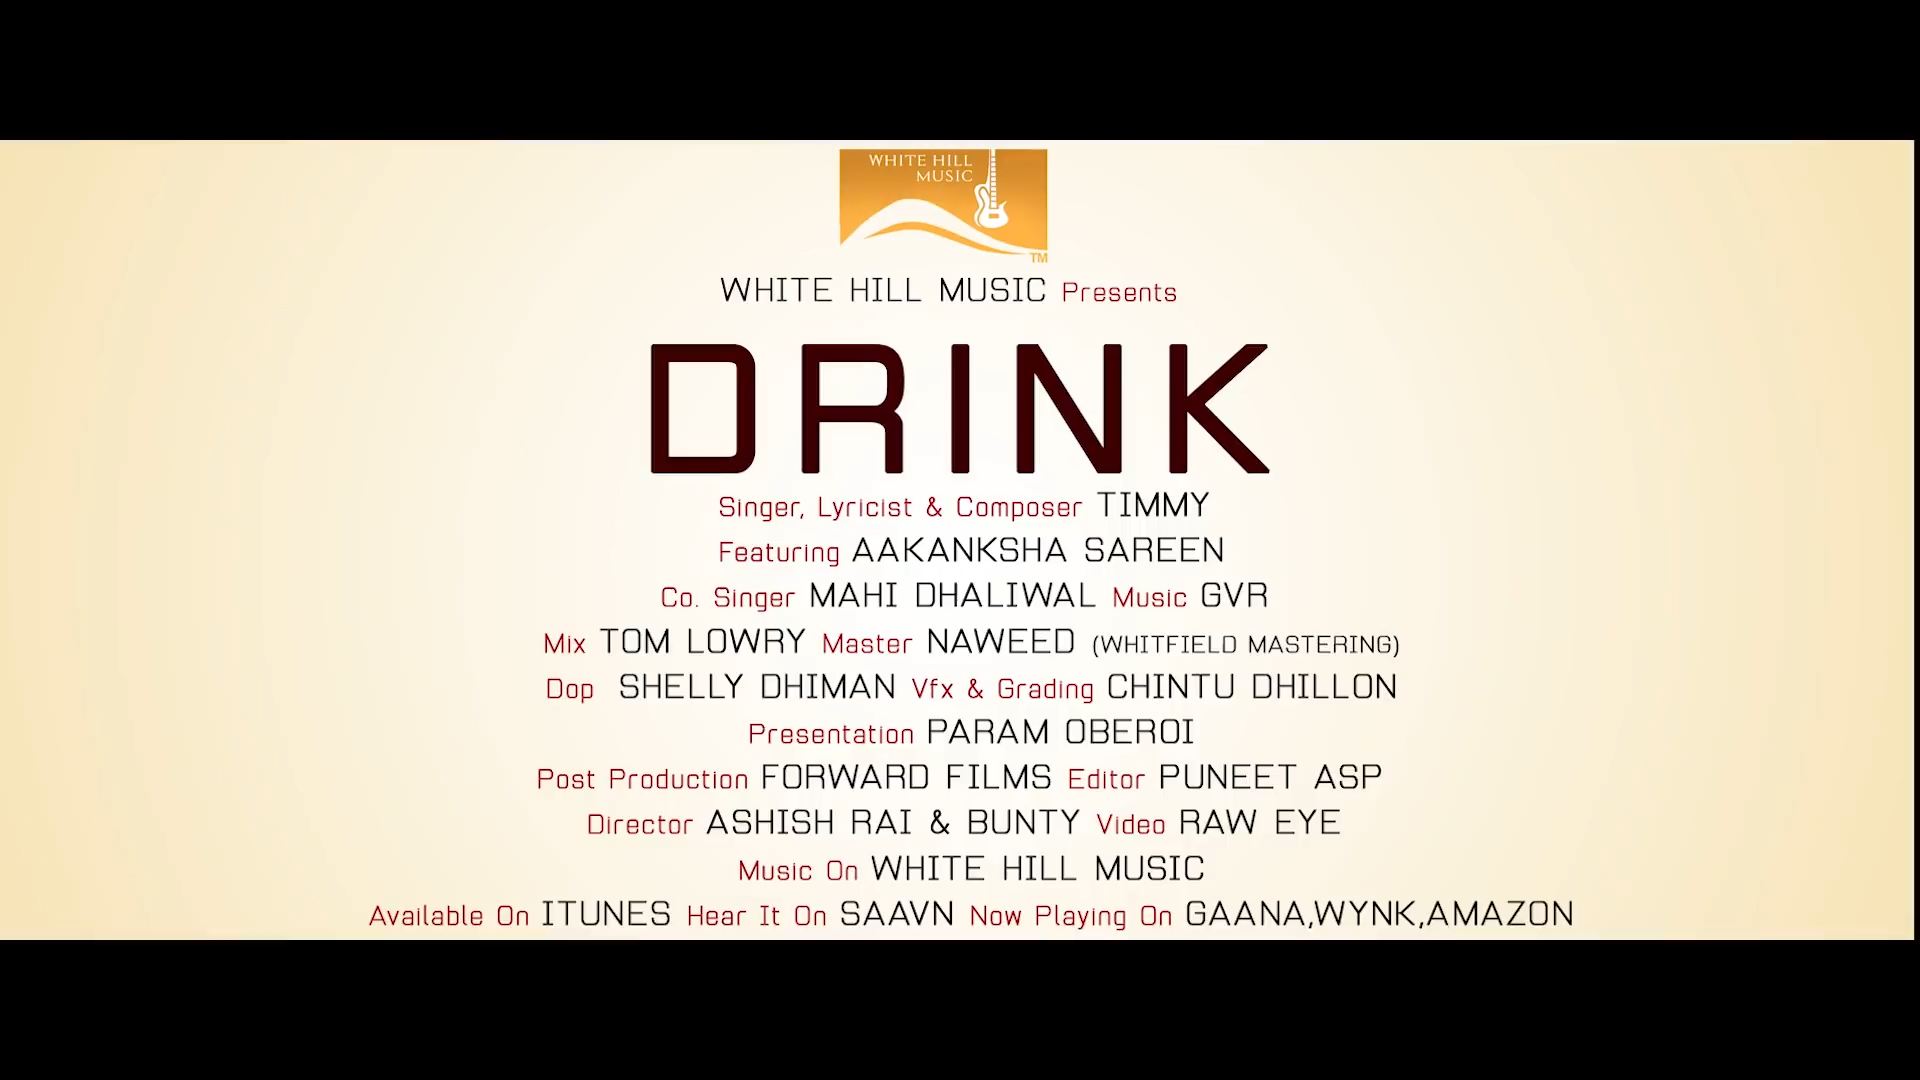 WHITE HILL
MUSIC
TM
WHITE HILL MUSIC Presents
DRINK
Singer, Lyricist & Composer TIMMY
Featuring AAKANKSHA SAREEN
Co. Singer MAHI DHALIWAL Music GVR
Mix TOM LOWRY Master NAWEED (WHITFIELD MASTERING)
Dop SHELLY DHIMAN Vfx & Grading CHINTU DHILLON
Presentation PARAM OBEROI
Post Production FORWARD FILMS Editor PUNEET ASP
Director ASHISH RAI & BUNTY Video RAW EYE
Music On WHITE HILL MUSIC
Available On ITUNES Hear It On SAAVN Now Playing On GAANA,WYNK,AMAZON